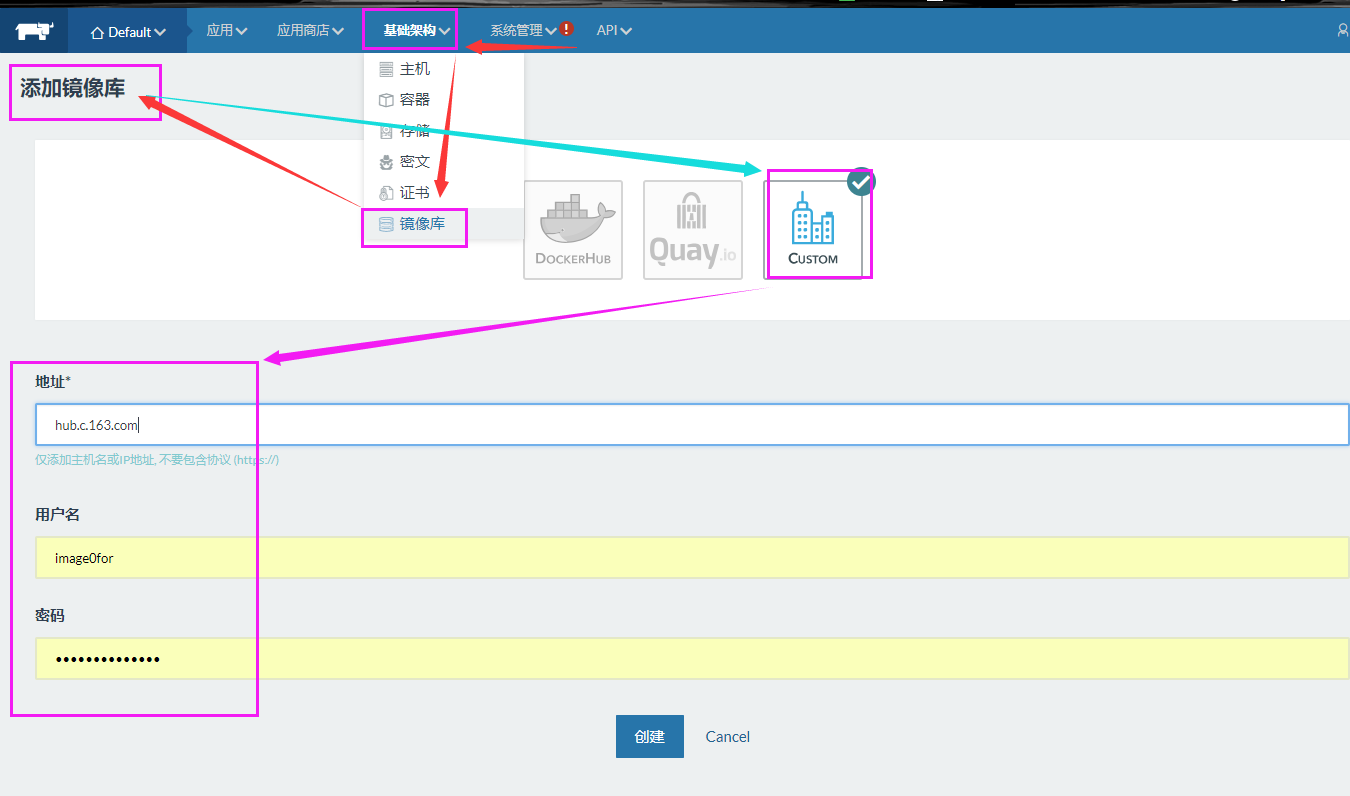 Default 应用 应用商店 基础架构 系统管理 ! API
添加镜像库
主机
容器
存储
密文
证书
镜像库
DOCKERHUB
Quay.io
CUSTOM
地址*
hub.c.163.com
仅添加主机名或IP地址, 不要包含协议 (https://)
用户名
image0for
密码
••••••••••••••
创建 Cancel